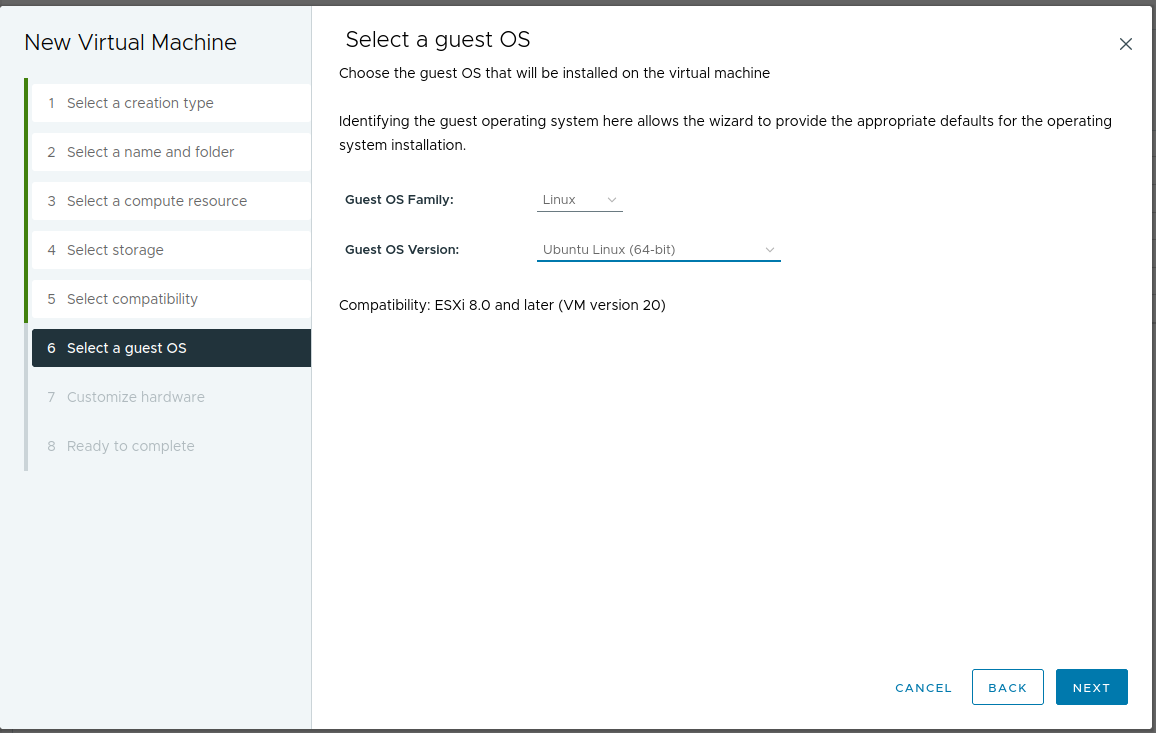 New Virtual Machine
1 Select a creation type
2 Select a name and folder
3 Select a compute resource
4 Select storage
5 Select compatibility
6 Select a guest OS
7 Customize hardware
8 Ready to complete
Select a guest OS
Choose the guest OS that will be installed on the virtual machine
Identifying the guest operating system here allows the wizard to provide the appropriate defaults for the operating
system installation.
Guest OS Family: Linux
Guest OS Version: Ubuntu Linux (64-bit)
Compatibility: ESXi 8.0 and later (VM version 20)
CANCEL BACK NEXT